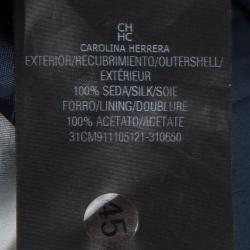 CH
HC
CAROLINA HERRERA
EXTERIOR/RECUBRIMIENTO/OUTERSHELL/
EXTÉRIEUR
100% SEDA/SILK/SOIE
FORRO/LINING/DOUBLURE
100% ACETATO/ACETATE
31CM911105121-310650
45